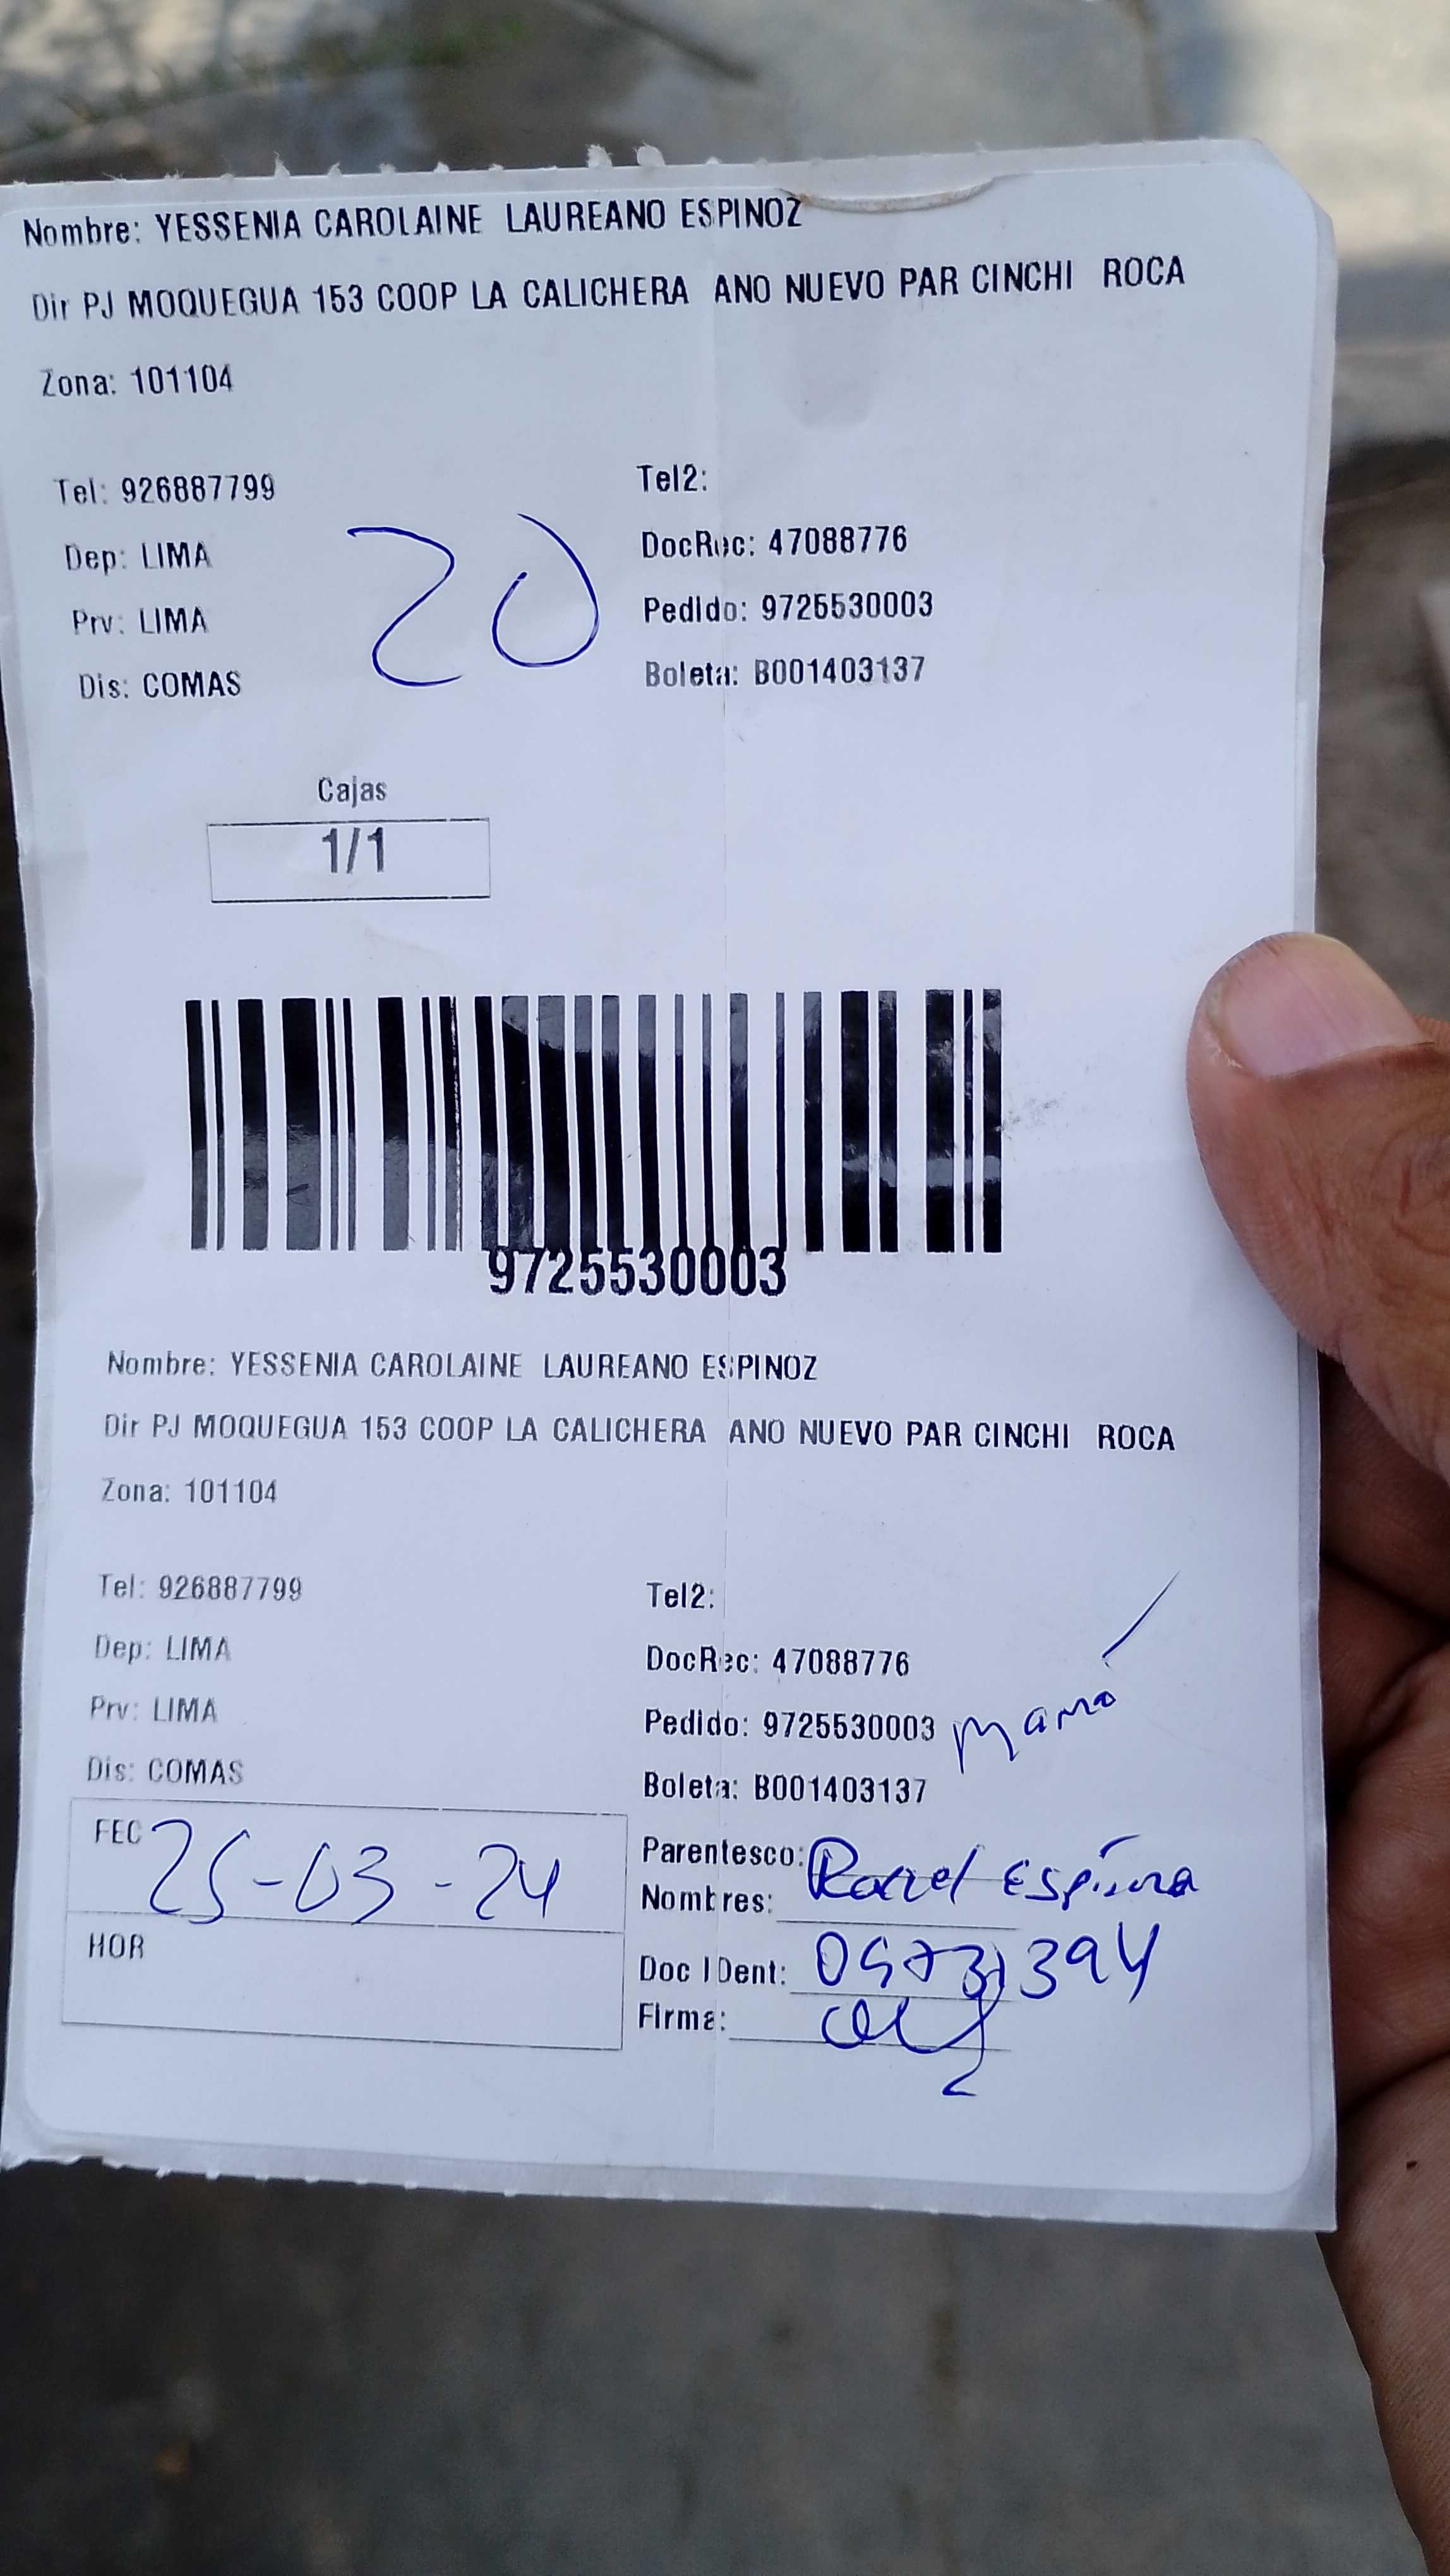 Nombre: YESSENIA CAROLAINE LAUREANO ESPINOZ
Dir PJ MOQUEGUA 153 COOP LA CALICHERA ANO NUEVO PAR CINCHI ROCA
Zona: 101104
Tel: 926887799 Tel2:
Dep: LIMA DocRec: 47088776
Prv: LIMA Pedido: 9725530003
Dis: COMAS Boleta: B001403137
20
Cajas
1/1
9725530003
Nombre: YESSENIA CAROLAINE LAUREANO ESPINOZ
Dir PJ MOQUEGUA 153 COOP LA CALICHERA ANO NUEVO PAR CINCHI ROCA
Zona: 101104
Tel: 926887799 Tel2:
Dep: LIMA DocRec: 47088776
Prv: LIMA Pedido: 9725530003 mamá
Dis: COMAS Boleta: B001403137
FEC 25-03-24 Parentesco:
Nombres:
HOR Doc IDent:
Firma: